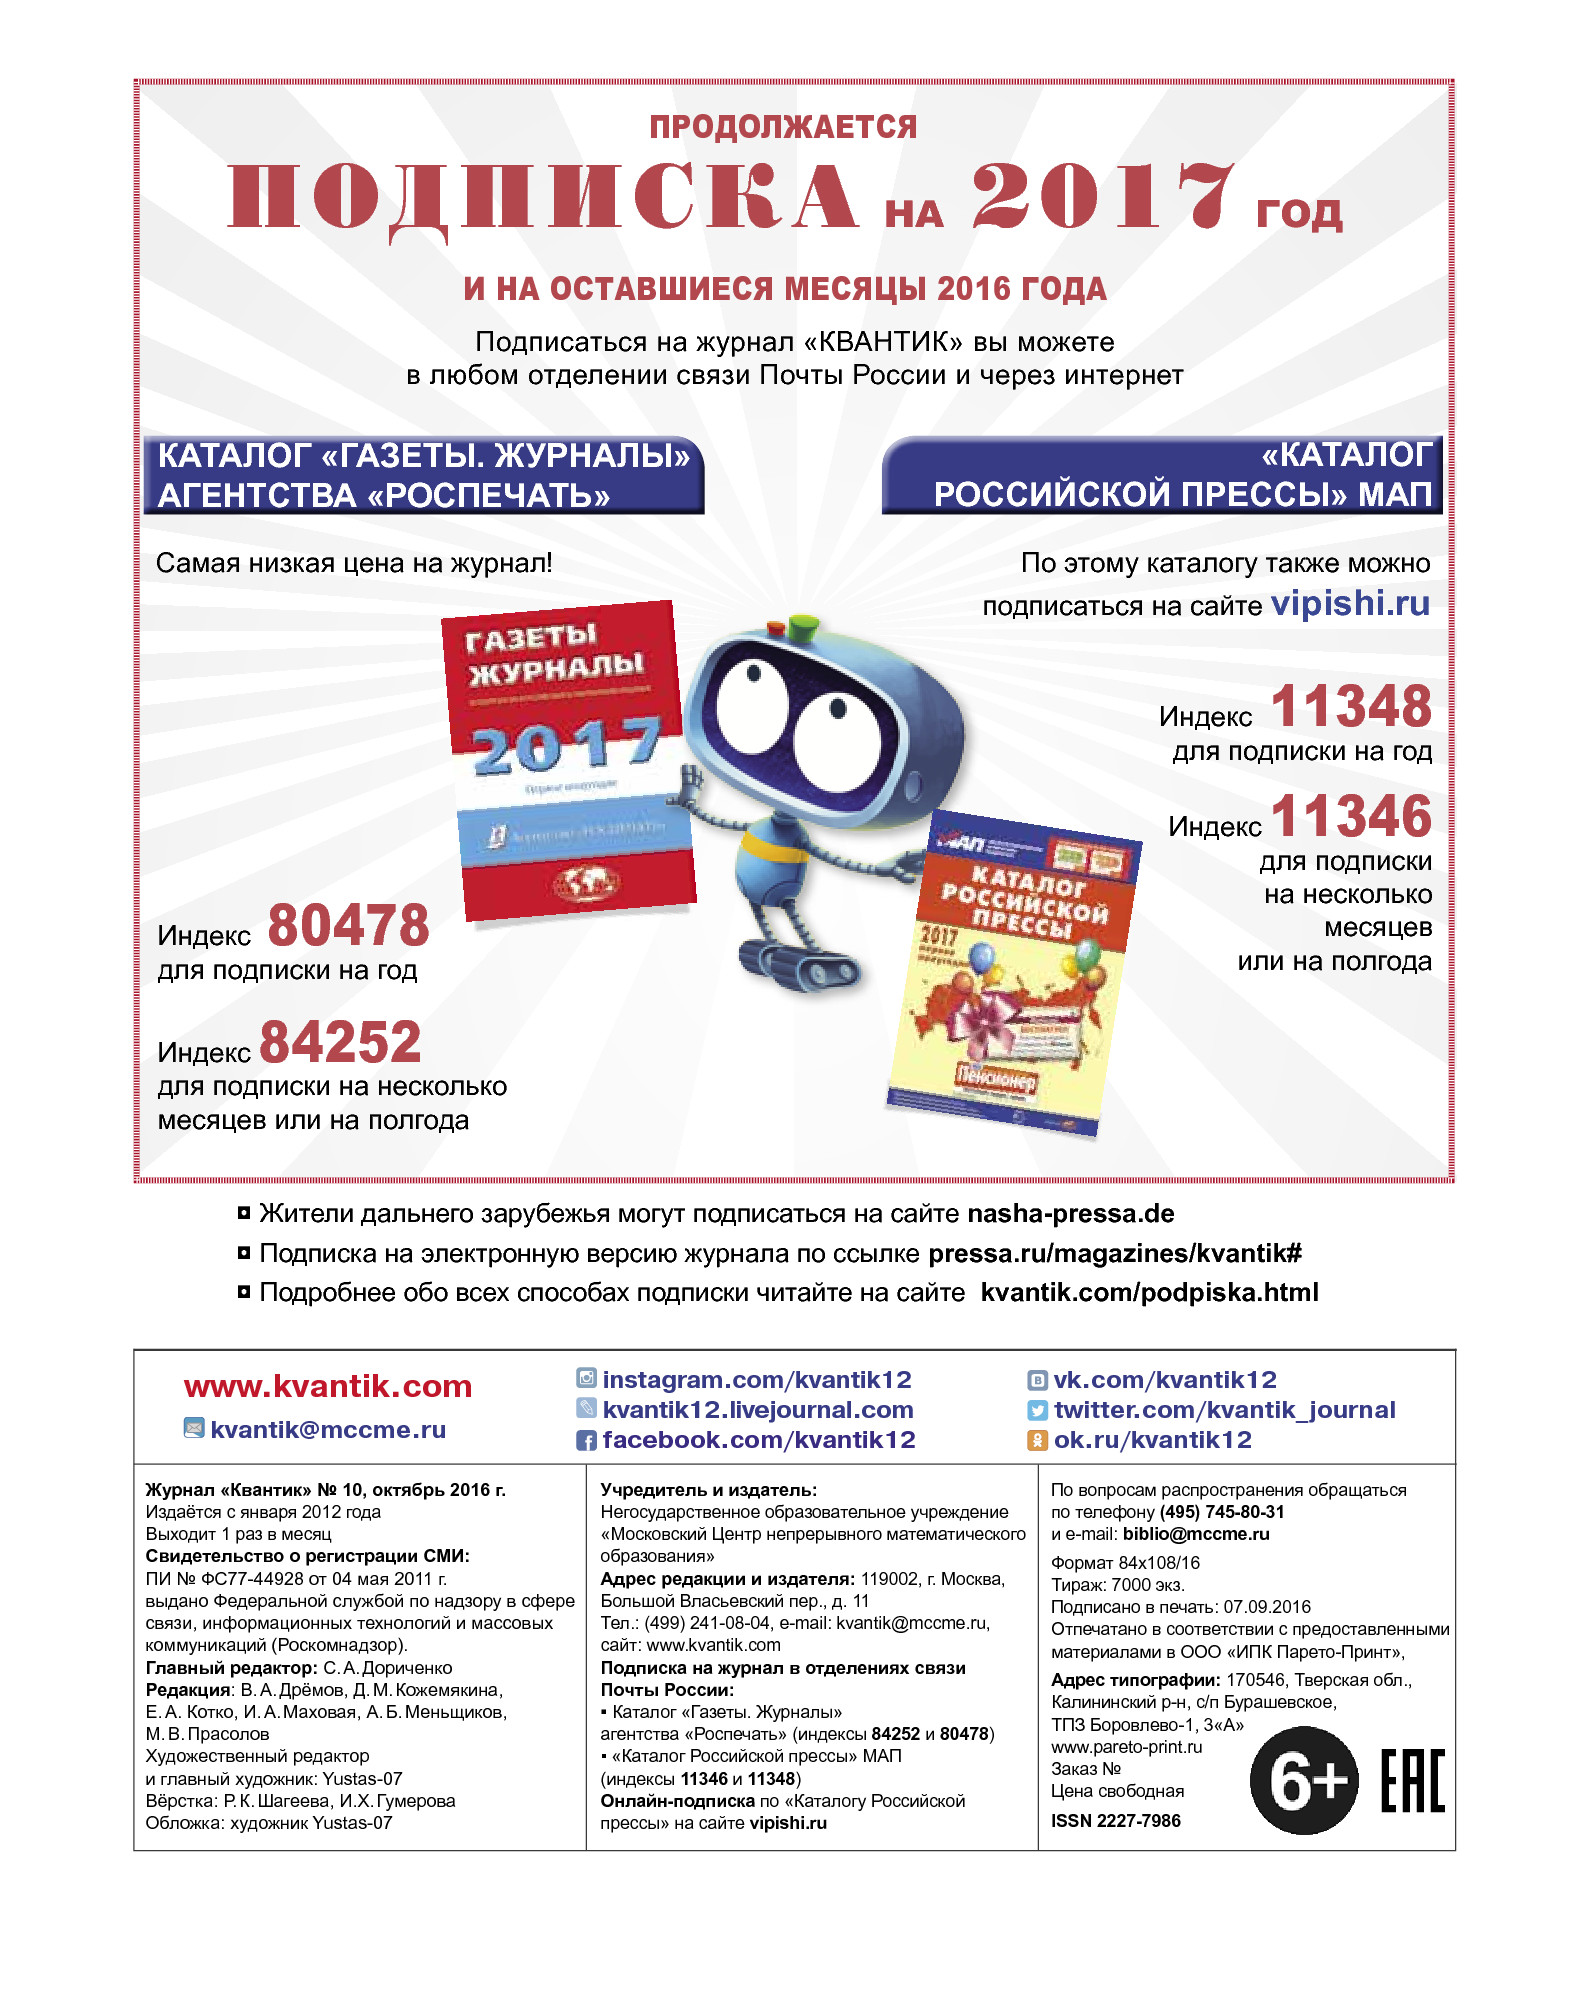 ПРОДОЛЖАЕТСЯ
ПОДПИСКА НА 2017 ГОД
И НА ОСТАВШИЕСЯ МЕСЯЦЫ 2016 ГОДА
Подписаться на журнал «КВАНТИК» вы можете
в любом отделении связи Почты России и через интернет
КАТАЛОГ «ГАЗЕТЫ. ЖУРНАЛЫ»
АГЕНТСТВА «РОСПЕЧАТЬ»
Самая низкая цена на журнал!
ГАЗЕТЫ
ЖУРНАЛЫ
2017
Индекс 80478
для подписки на год
Индекс 84252
для подписки на несколько
месяцев или на полгода
«КАТАЛОГ
РОССИЙСКОЙ ПРЕССЫ» МАП
По этому каталогу также можно
подписаться на сайте vipishi.ru
Индекс 11348
для подписки на год
Индекс 11346
для подписки
на несколько
месяцев
или на полгода
МАП
КАТАЛОГ
РОССИЙСКОЙ
ПРЕССЫ
2017
Пенсионер
Жители дальнего зарубежья могут подписаться на сайте nasha-pressa.de
Подписка на электронную версию журнала по ссылке pressa.ru/magazines/kvantik#
Подробнее обо всех способах подписки читайте на сайте kvantik.com/podpiska.html
www.kvantik.com
kvantik@mccme.ru
instagram.com/kvantik12
kvantik12.livejournal.com
facebook.com/kvantik12
vk.com/kvantik12
twitter.com/kvantik_journal
ok.ru/kvantik12
Журнал «Квантик» № 10, октябрь 2016 г.
Издаётся с января 2012 года
Выходит 1 раз в месяц
Свидетельство о регистрации СМИ:
ПИ № ФС77-44928 от 04 мая 2011 г.
выдано Федеральной службой по надзору в сфере
связи, информационных технологий и массовых
коммуникаций (Роскомнадзор).
Главный редактор: С. А. Дориченко
Редакция: В. А. Дрёмов, Д. М. Кожемякина,
Е. А. Котко, И. А. Маховая, А. Б. Меньщиков,
М. В. Прасолов
Художественный редактор
и главный художник: Yustas-07
Вёрстка: Р. К. Шагеева, И. Х. Гумерова
Обложка: художник Yustas-07
Учредитель и издатель:
Негосударственное образовательное учреждение
«Московский Центр непрерывного математического
образования»
Адрес редакции и издателя: 119002, г. Москва,
Большой Власьевский пер., д. 11
Тел.: (499) 241-08-04, e-mail: kvantik@mccme.ru,
сайт: www.kvantik.com
Подписка на журнал в отделениях связи
Почты России:
▪ Каталог «Газеты. Журналы»
агентства «Роспечать» (индексы 84252 и 80478)
▪ «Каталог Российской прессы» МАП
(индексы 11346 и 11348)
Онлайн-подписка по «Каталогу Российской
прессы» на сайте vipishi.ru
По вопросам распространения обращаться
по телефону (495) 745-80-31
и e-mail: biblio@mccme.ru
Формат 84х108/16
Тираж: 7000 экз.
Подписано в печать: 07.09.2016
Отпечатано в соответствии с предоставленными
материалами в ООО «ИПК Парето-Принт»,
Адрес типографии: 170546, Тверская обл.,
Калининский р-н, с/п Бурашевское,
ТПЗ Боровлево-1, 3«А»
www.pareto-print.ru
Заказ №
Цена свободная
ISSN 2227-7986
6+
EAC